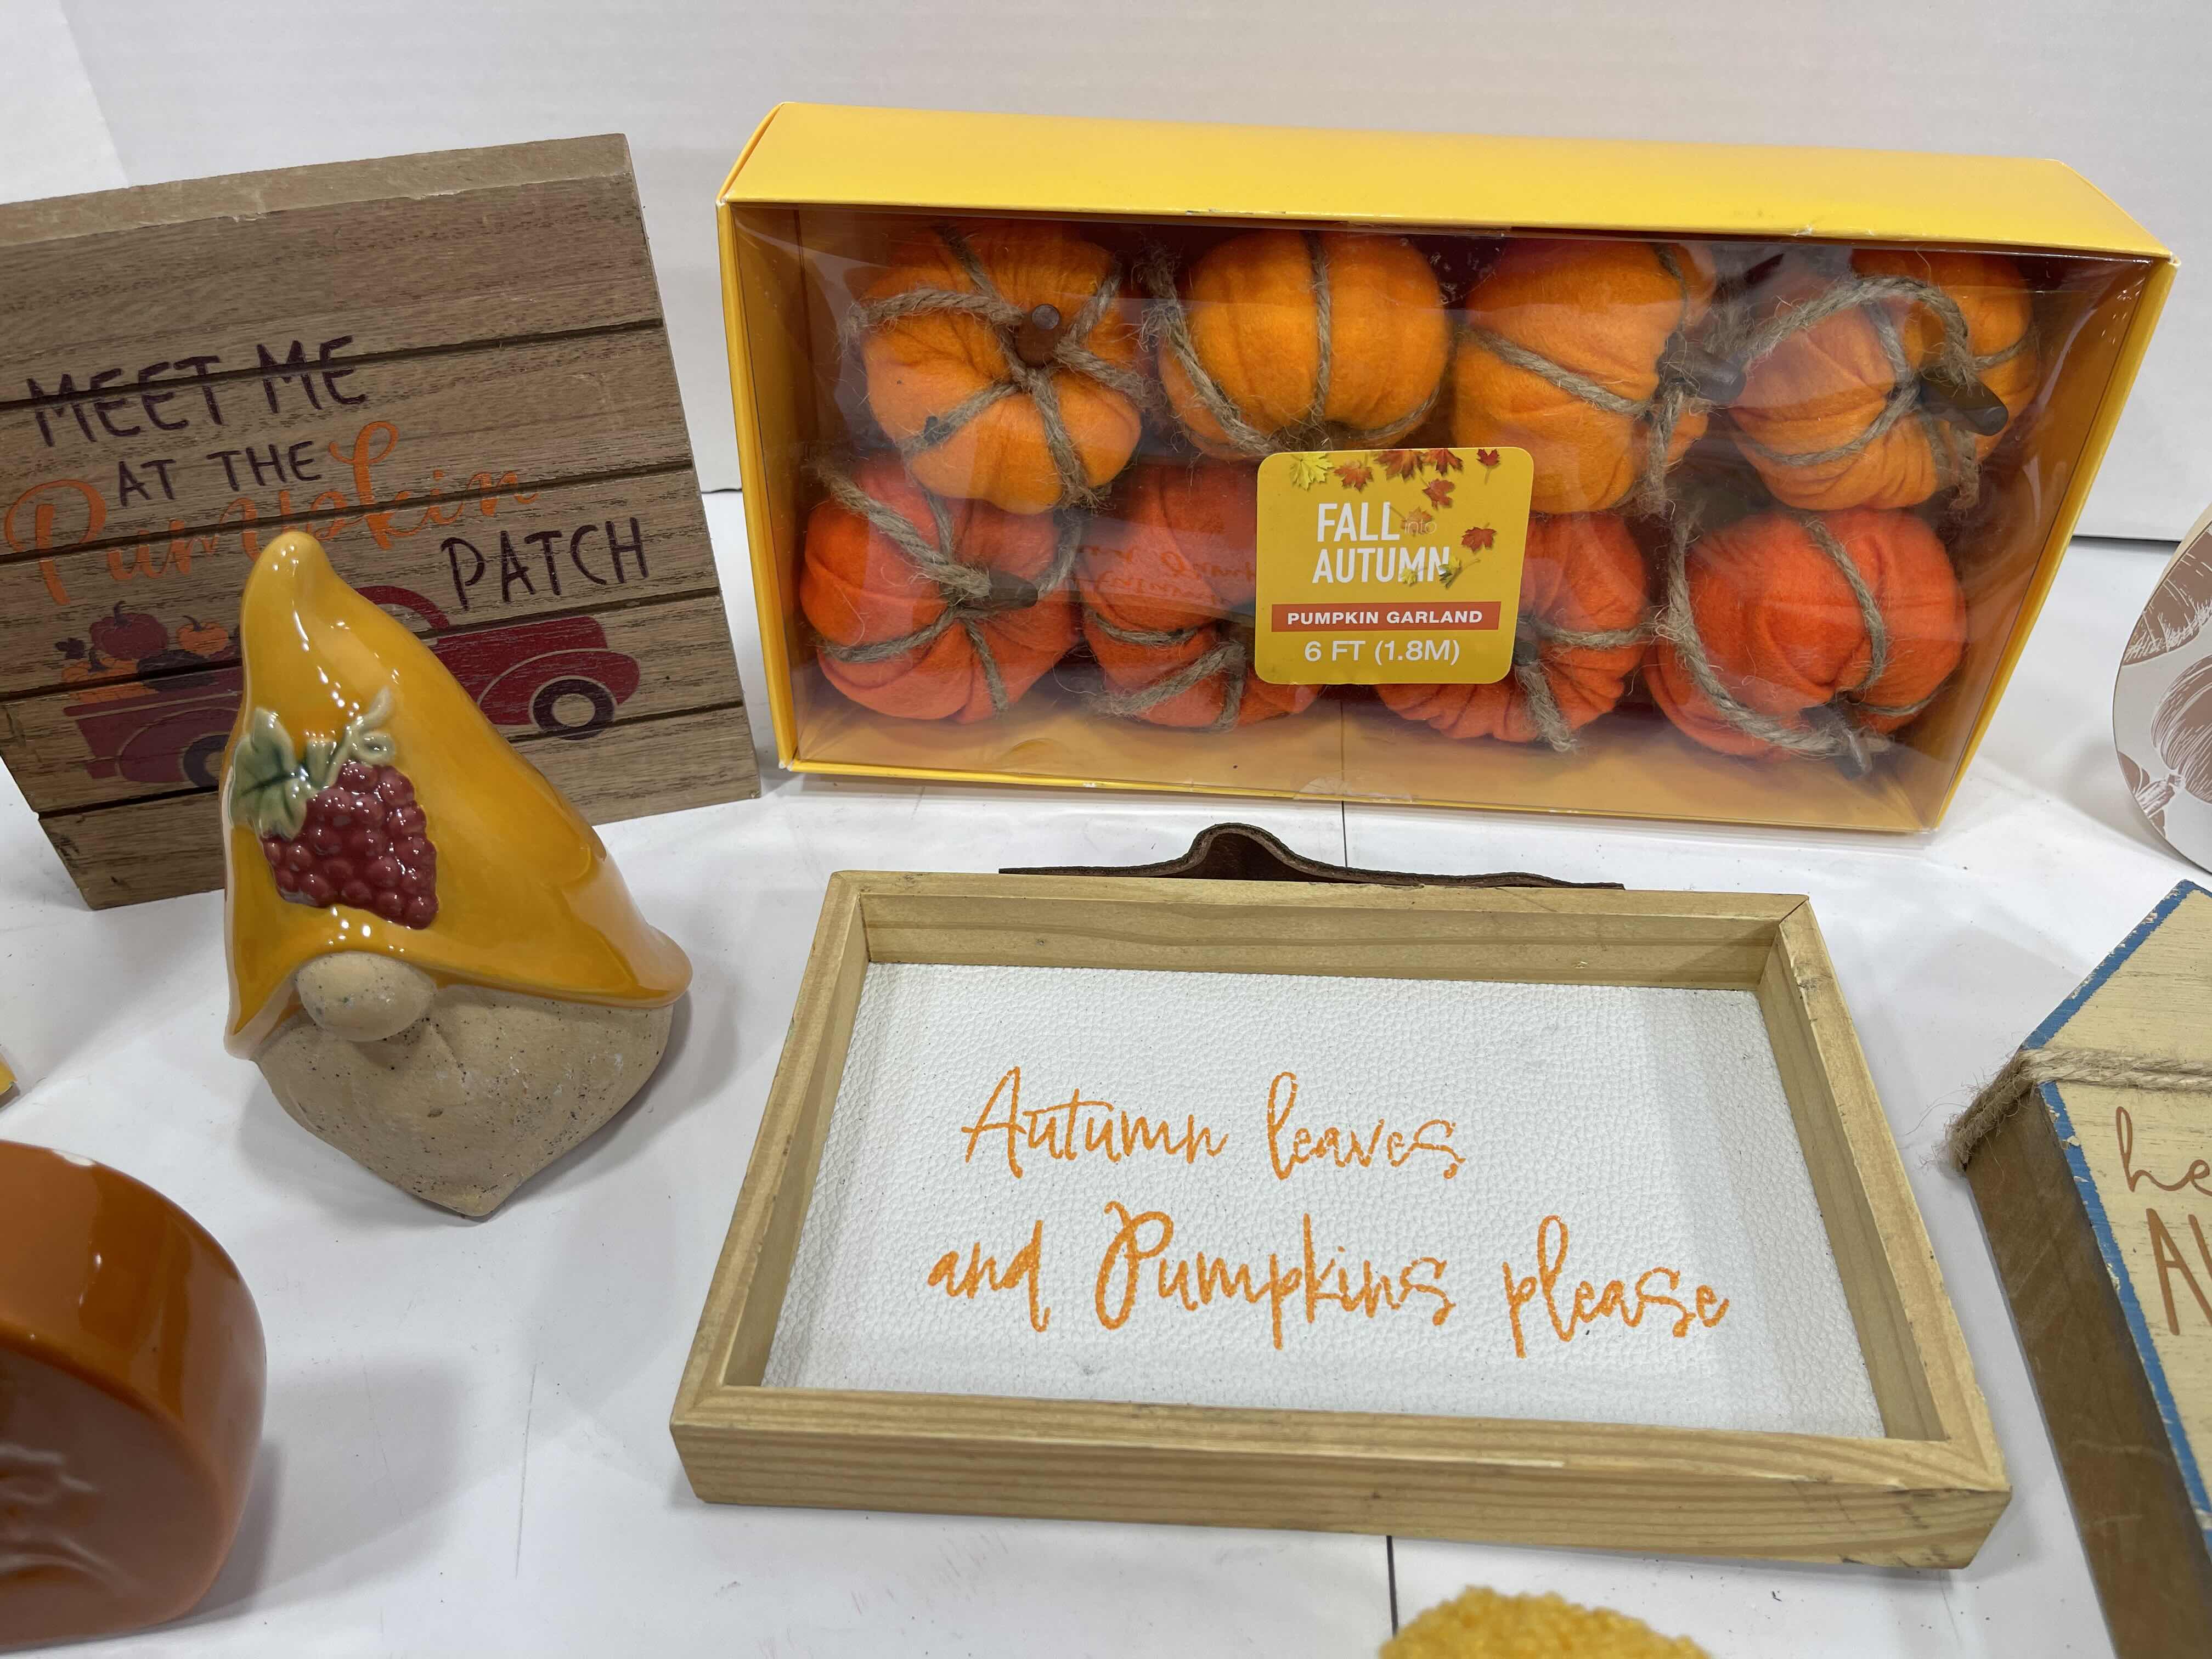 MEET ME
AT THE
Pumpkin
PATCH
FALL into
AUTUMN
PUMPKIN GARLAND
6 FT (1.8M)
Autumn leaves
and Pumpkins please